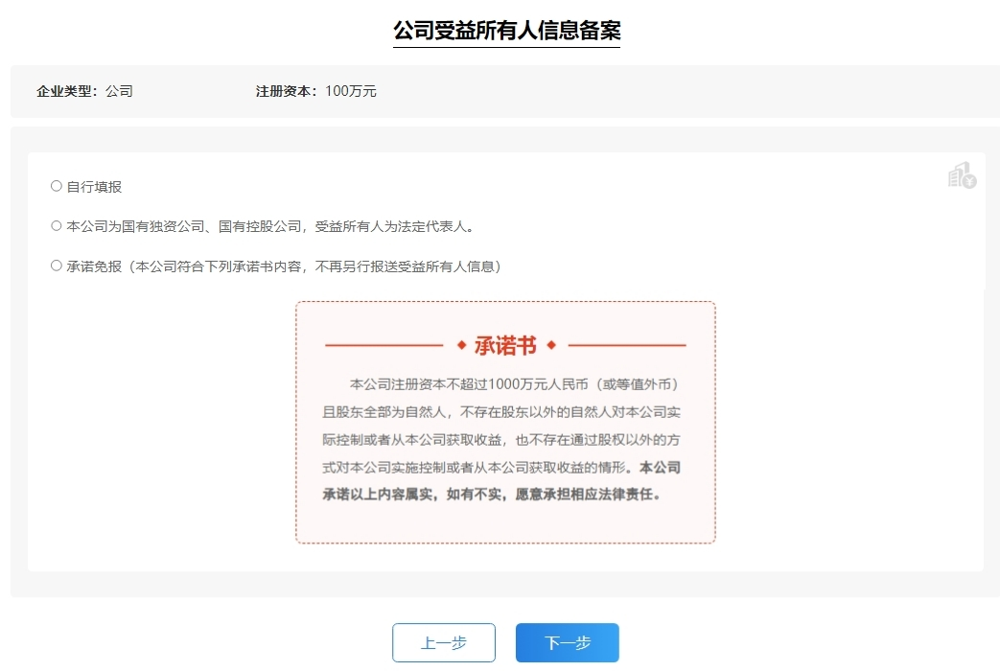 公司受益所有人信息备案
企业类型：公司 注册资本：100万元
自行填报
本公司为国有独资公司、国有控股公司，受益所有人为法定代表人。
承诺免报（本公司符合下列承诺书内容，不再另行报送受益所有人信息）
承诺书
本公司注册资本不超过1000万元人民币（或等值外币）
且股东全部为自然人，不存在股东以外的自然人对本公司实
际控制或者从本公司获取收益，也不存在通过股权以外的方
式对本公司实施控制或者从本公司获取收益的情形。本公司
承诺以上内容属实，如有不实，愿意承担相应法律责任。
上一步 下一步